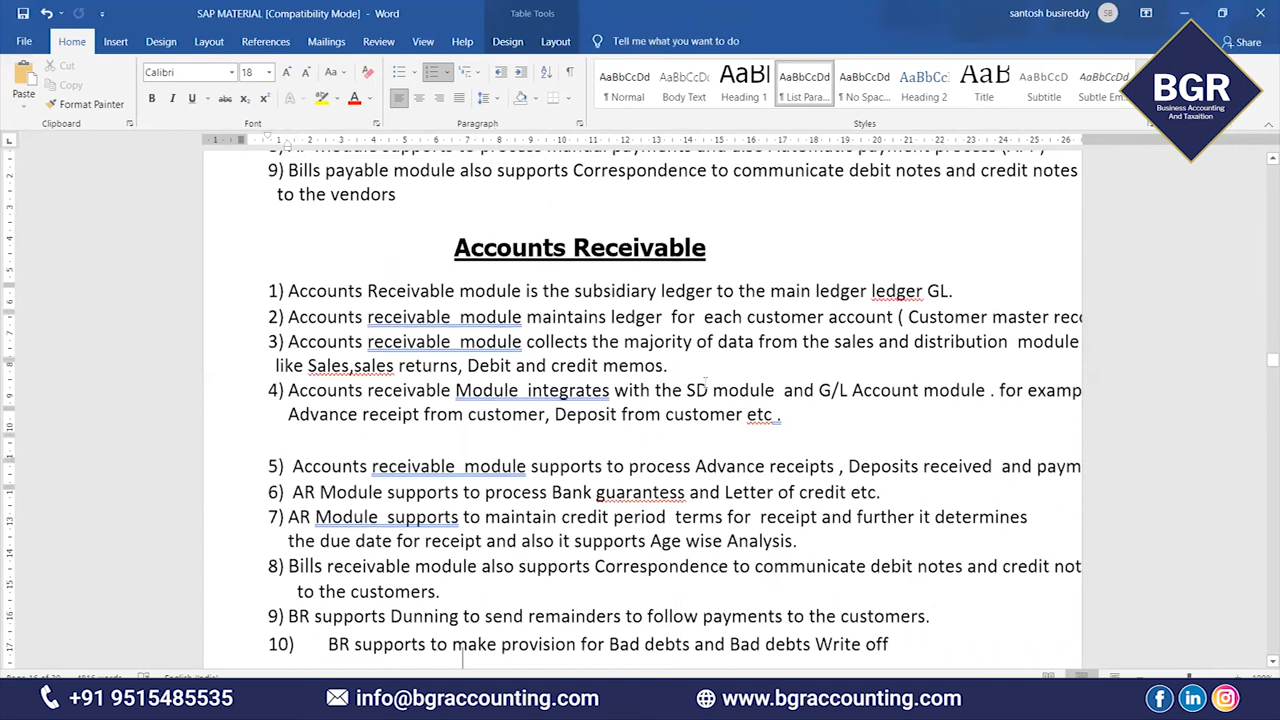 SAP MATERIAL [Compatibility Mode] - Word
Table Tools
santosh busireddy
SB
File Home Insert Design Layout References Mailings Review View Help Design Layout Tell me what you want to do Share
Paste
Cut
Copy
Format Painter
Clipboard
Calibri 18
Font
Paragraph
AaBbCcDd AaBbCcDd AaBl AaBbCcDd AaBbCcDd AaBbCcD AaB AaBbCcD AaBbCcDd
¶ Normal Body Text Heading 1 ¶ List Para... ¶ No Spac... Heading 2 Title Subtitle Subtle Em...
Styles
BGR
Business Accounting
And Taxaition
9) Bills payable module also supports Correspondence to communicate debit notes and credit notes
to the vendors
Accounts Receivable
1) Accounts Receivable module is the subsidiary ledger to the main ledger ledger GL.
2) Accounts receivable module maintains ledger for each customer account ( Customer master reco
3) Accounts receivable module collects the majority of data from the sales and distribution module
like Sales,sales returns, Debit and credit memos.
4) Accounts receivable Module integrates with the SD module and G/L Account module . for examp
Advance receipt from customer, Deposit from customer etc .
5) Accounts receivable module supports to process Advance receipts , Deposits received and paym
6) AR Module supports to process Bank guarantess and Letter of credit etc.
7) AR Module supports to maintain credit period terms for receipt and further it determines
the due date for receipt and also it supports Age wise Analysis.
8) Bills receivable module also supports Correspondence to communicate debit notes and credit not
to the customers.
9) BR supports Dunning to send remainders to follow payments to the customers.
10) BR supports to make provision for Bad debts and Bad debts Write off
+91 9515485535 info@bgraccounting.com www.bgraccounting.com